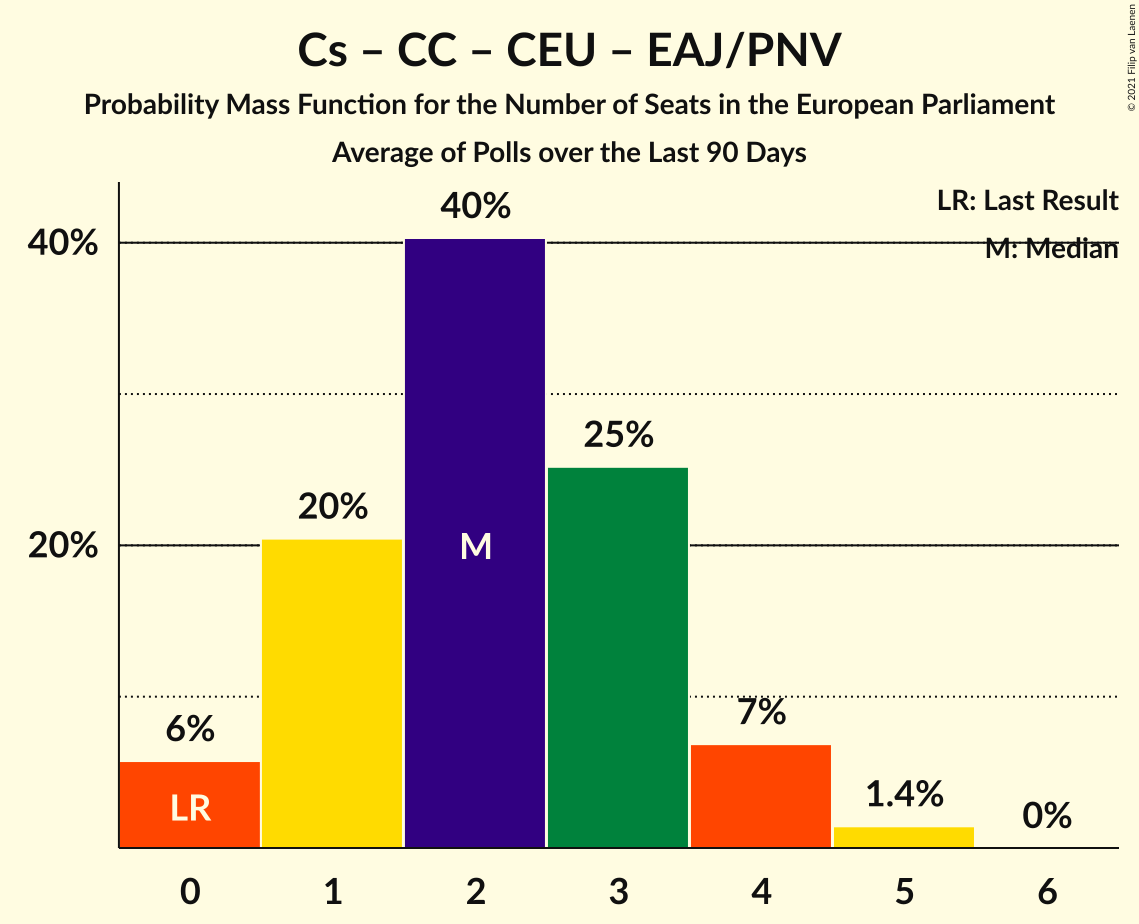 Cs – CC – CEU – EAJ/PNV
Probability Mass Function for the Number of Seats in the European Parliament
Average of Polls over the Last 90 Days
© 2021 Filip van Laenen
LR: Last Result
M: Median
40%
20%
6%
20%
40%
25%
7%
1.4%
0%
LR
M
0 1 2 3 4 5 6